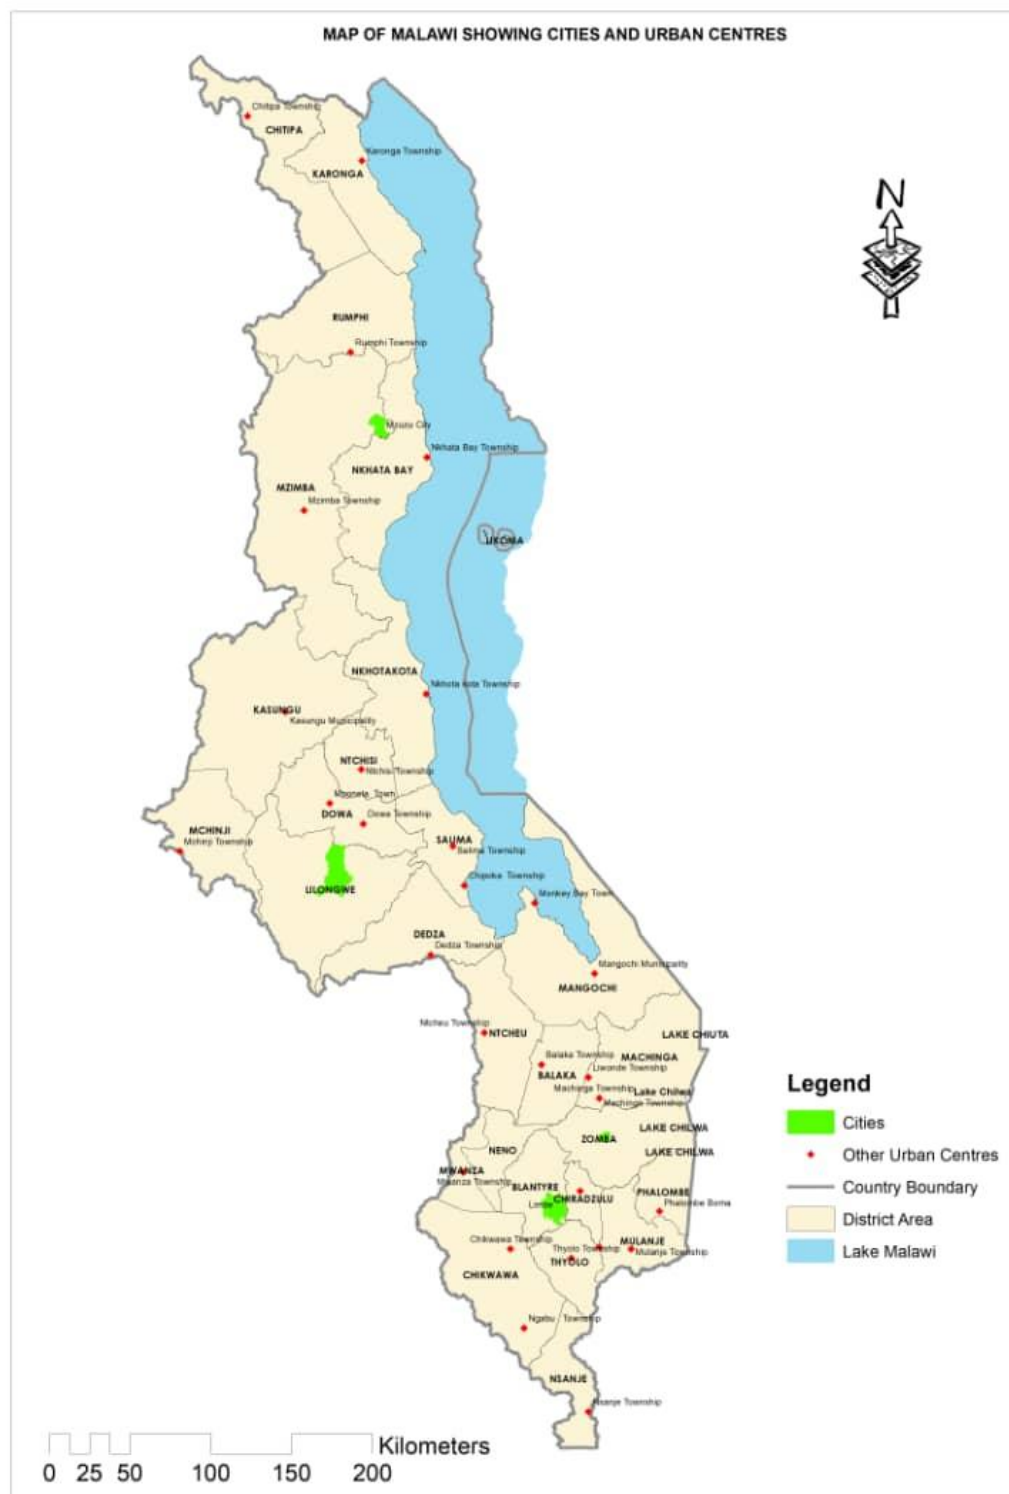 MAP OF MALAWI SHOWING CITIES AND URBAN CENTRES
Chitipa Township
CHITIPA
Karonga Township
KARONGA
N
RUMPHI
Rumphi Township
Mzuzu City
Nkhata Bay Township
NKHATA BAY
MZIMBA
Mzimba Township
LIKOMA
NKHOTAKOTA
Nkhota kota Township
KASUNGU
Kasungu Municipality
NTCHISI
Ntchisi Township
Town
DOWA
Dowa Township
MCHINJI
Mchinji Township
SALIMA
Salima Township
Chipoka Township
LILONGWE
Monkey Bay Town
DEDZA
Dedza Township
Mangochi Municipality
MANGOCHI
Ntcheu Township
NTCHEU
LAKE CHIUTA
Balaka Township
MACHINGA
BALAKA
Liwonde Township
Machinga Township
Lake Chilwa
Machinga Township
LAKE CHILWA
ZOMBA
NENO
LAKE CHILWA
MWANZA
Mwanza Township
BLANTYRE
CHIRADZULU
PHALOMBE
Phalombe Boma
Limbe
Chikwawa Township
MULANJE
Thyolo Township
Mulanje Township
THYOLO
CHIKWAWA
Ngabu Township
NSANJE
Nsanje Township
Legend
Cities
Other Urban Centres
Country Boundary
District Area
Lake Malawi
Kilometers
0 25 50 100 150 200